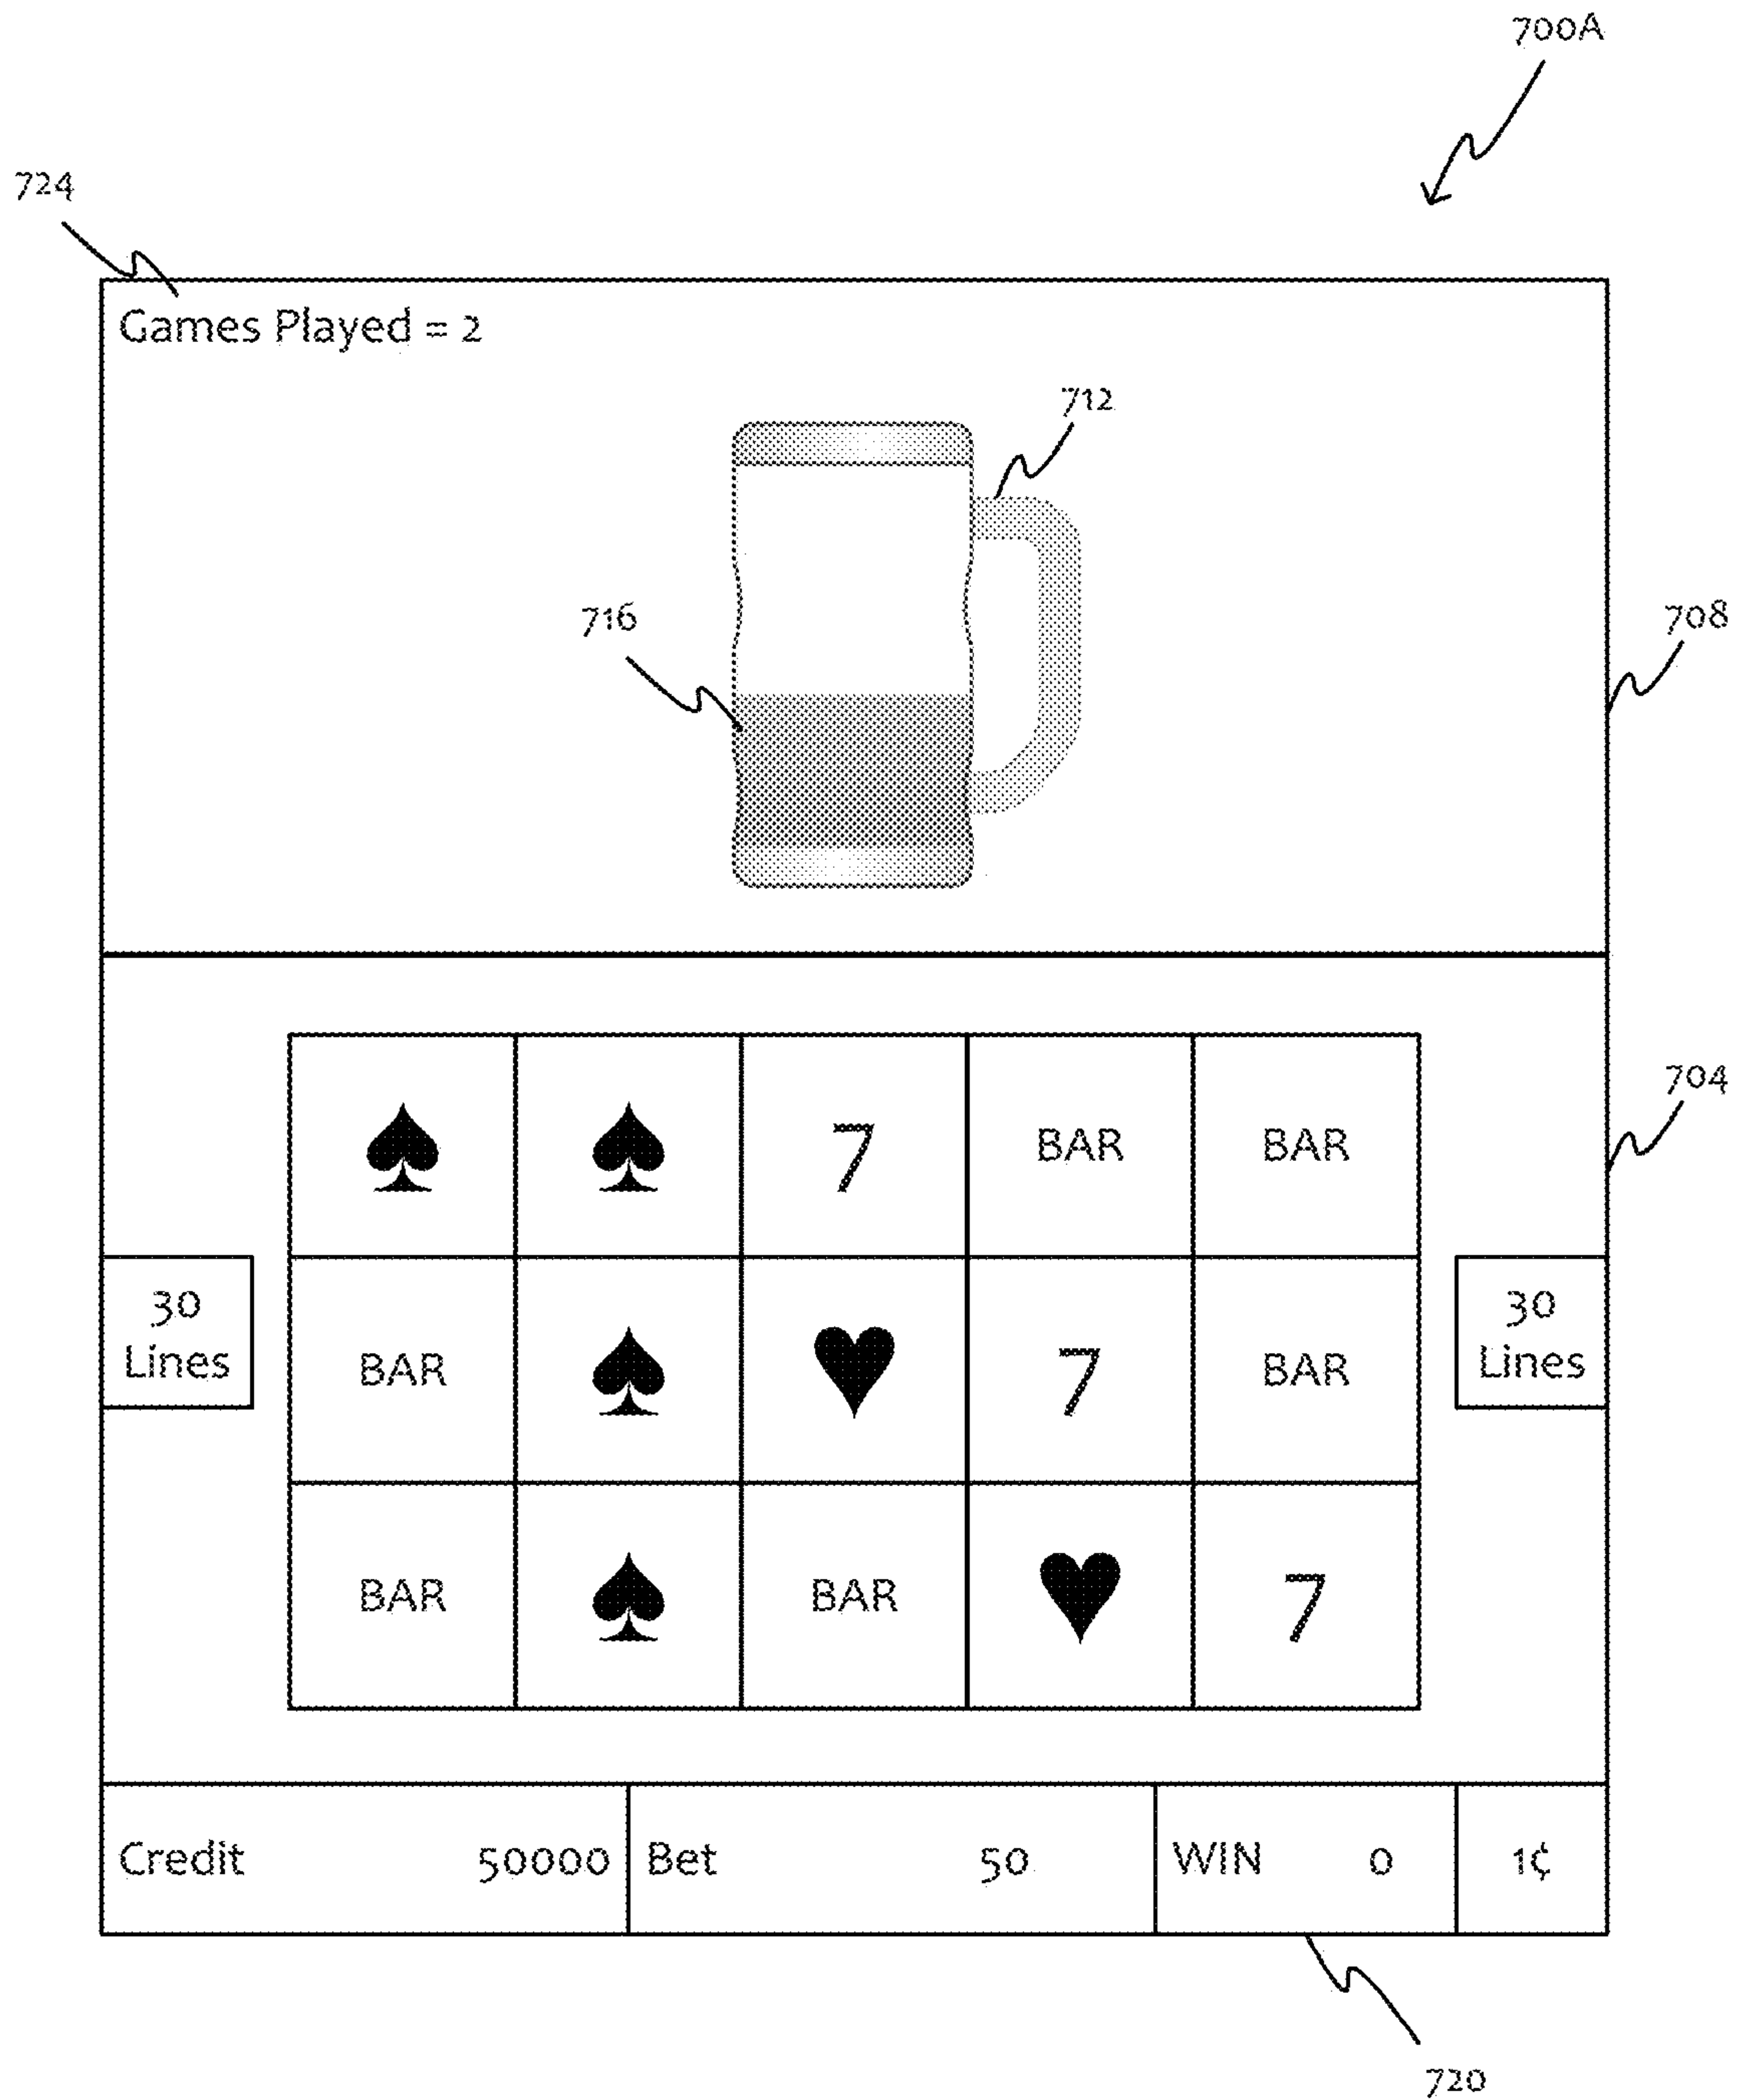 700A
724
Games Played = 2
712
716
708
704
7 BAR BAR
30 Lines
BAR 7 BAR
30 Lines
BAR BAR 7
Credit 50000 Bet 50 WIN 0 1¢
720